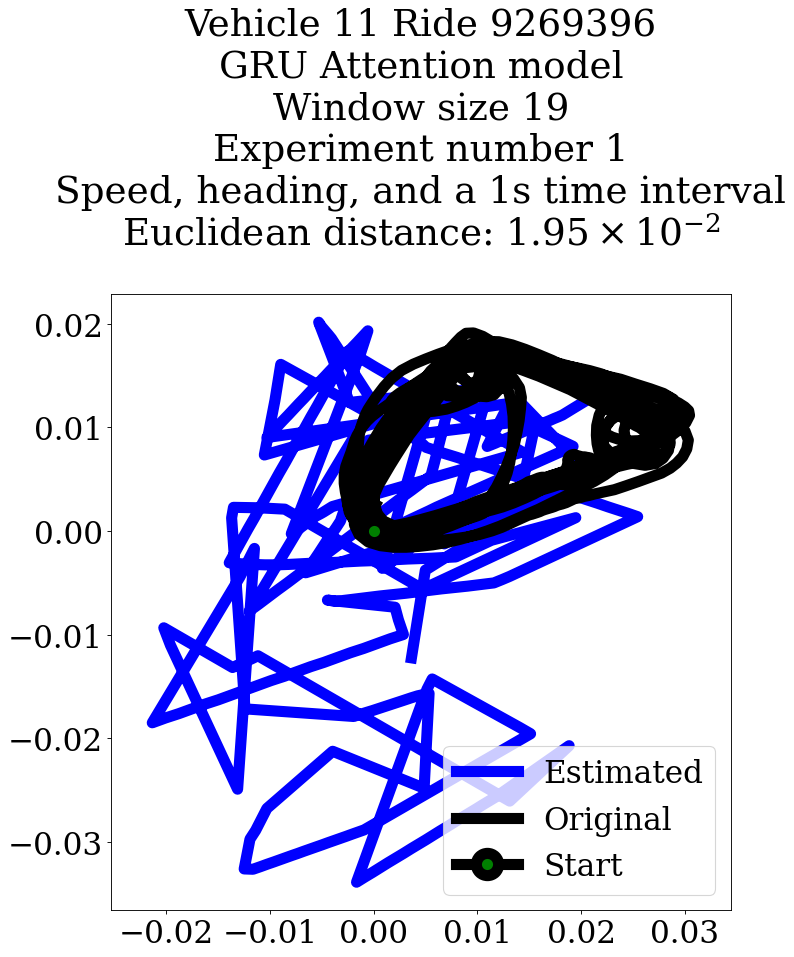 Vehicle 11 Ride 9269396
GRU Attention model
Window size 19
Experiment number 1
Speed, heading, and a 1s time interval
Euclidean distance: 1.95 × 10⁻²
0.02
0.01
0.00
−0.01
−0.02
−0.03
Estimated
Original
Start
−0.02 −0.01 0.00 0.01 0.02 0.03